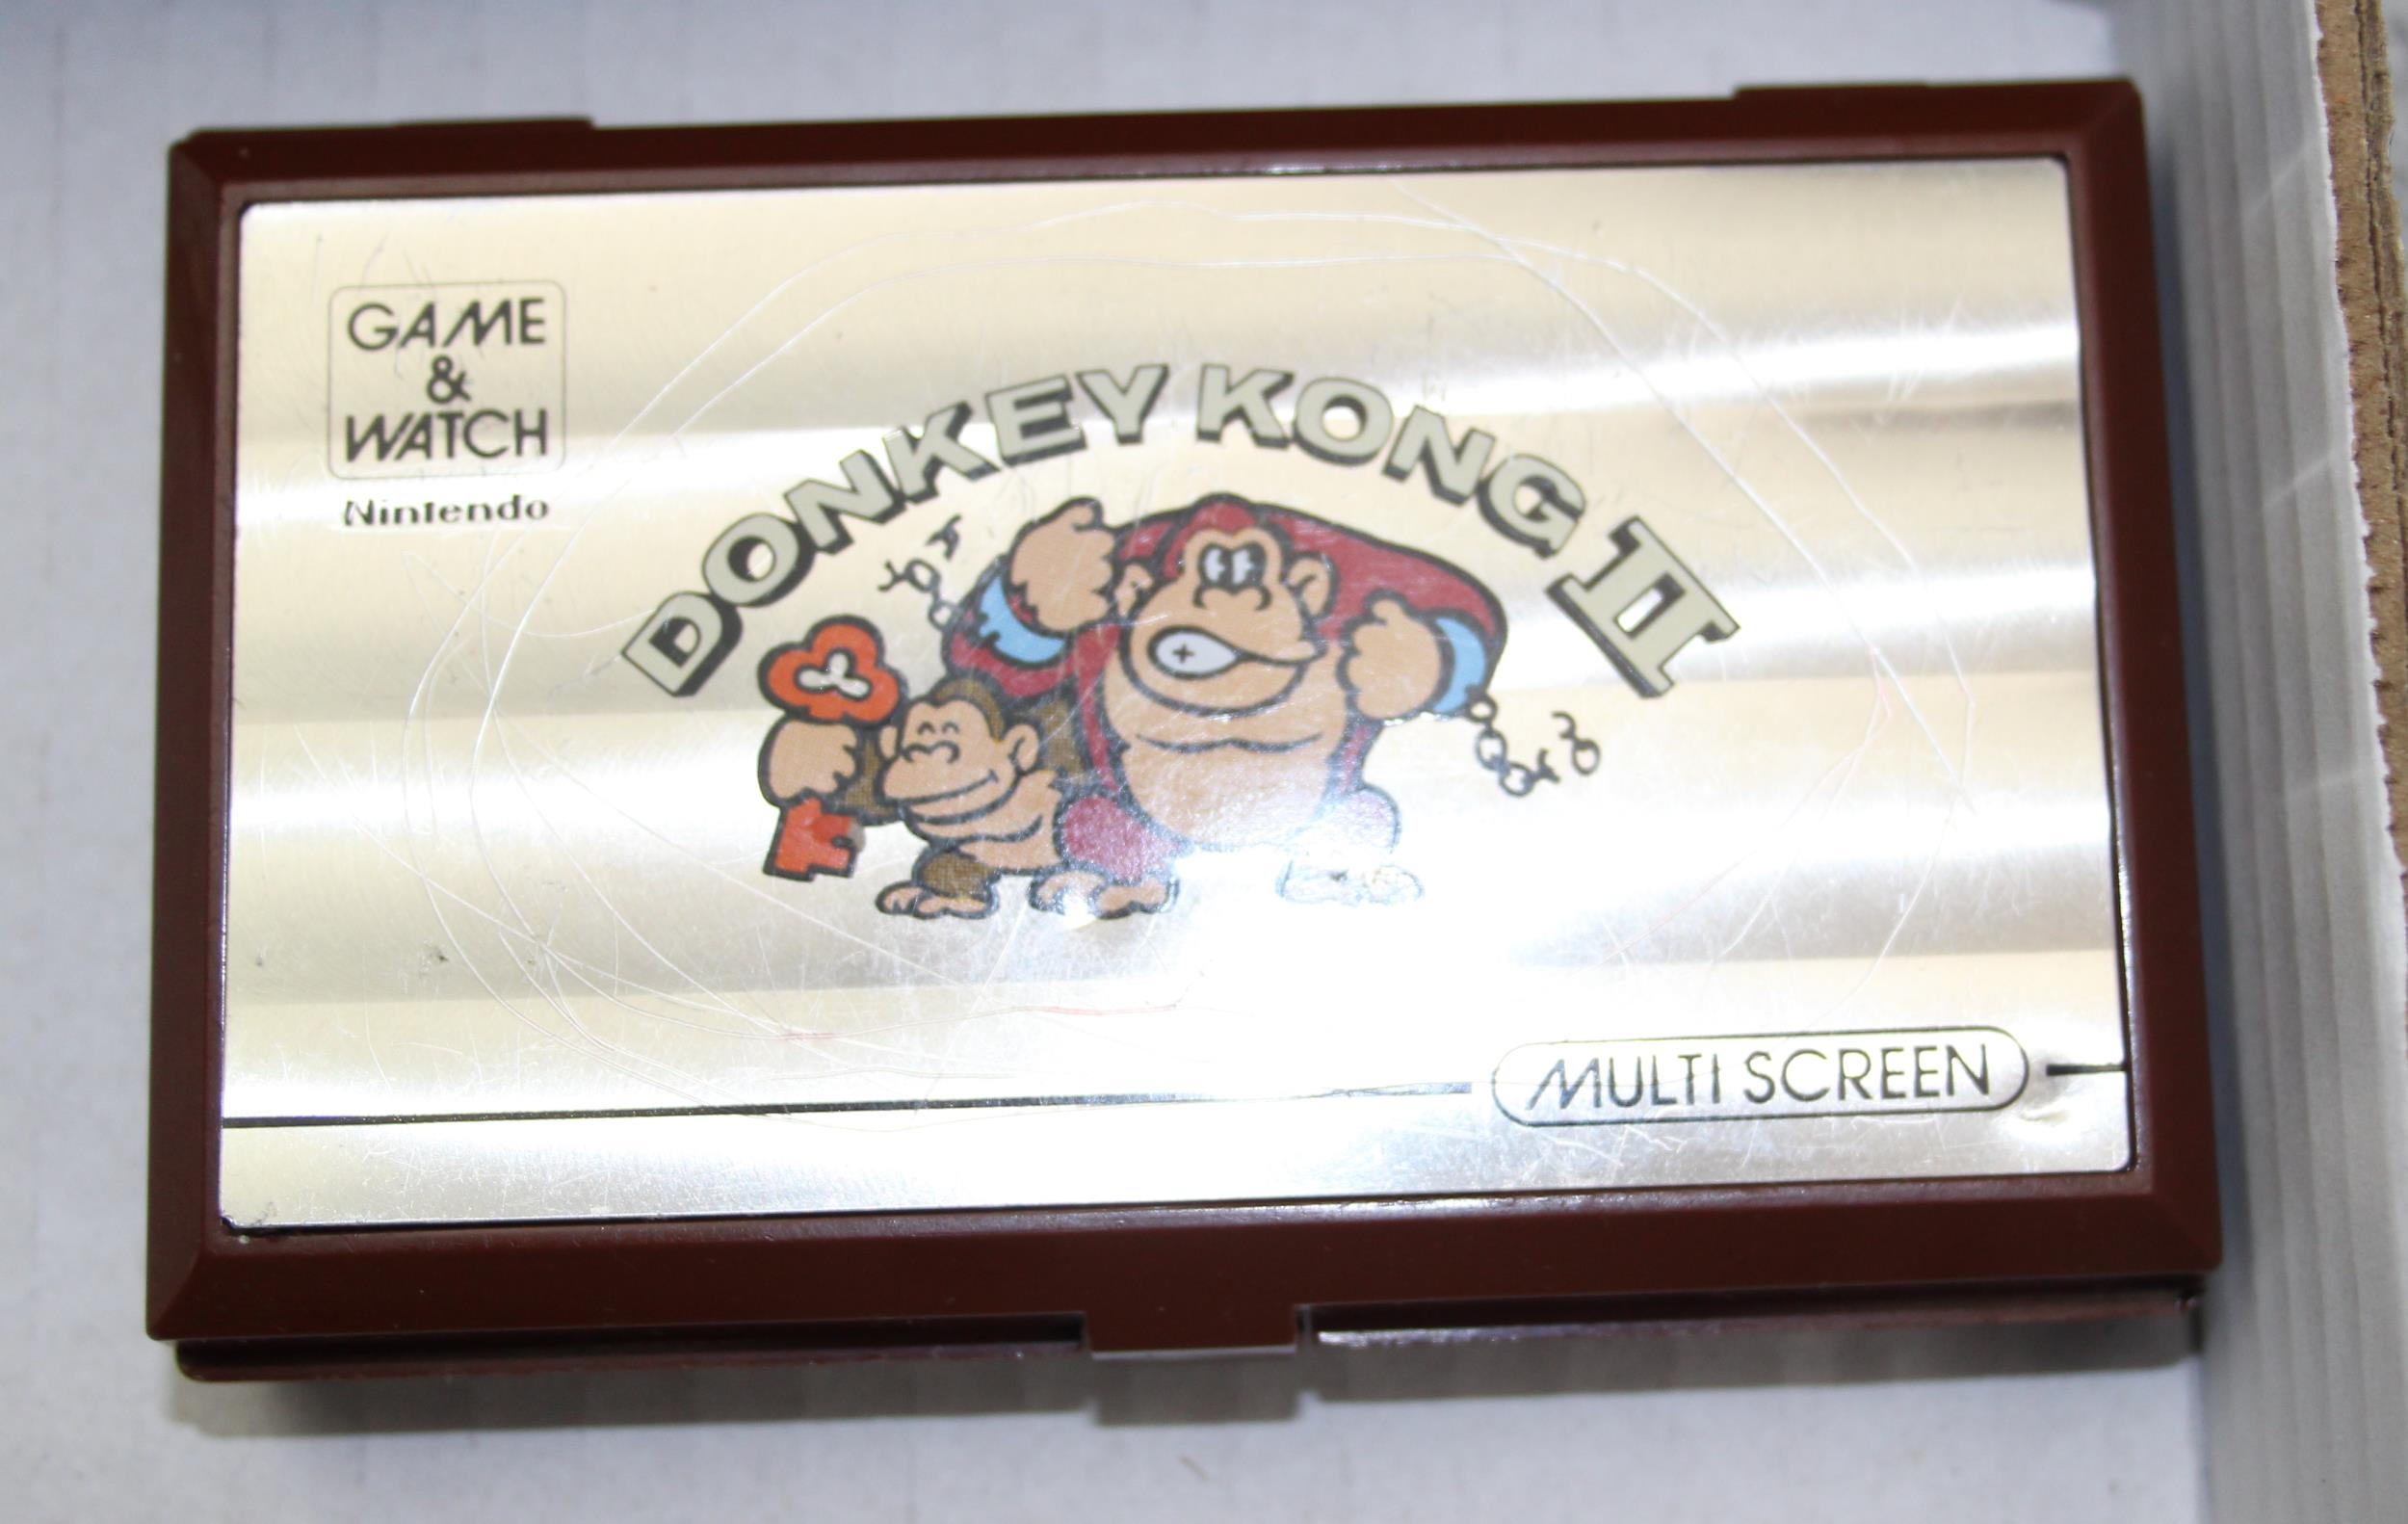 GAME
&
WATCH
Nintendo
DONKEY KONG II
MULTI SCREEN